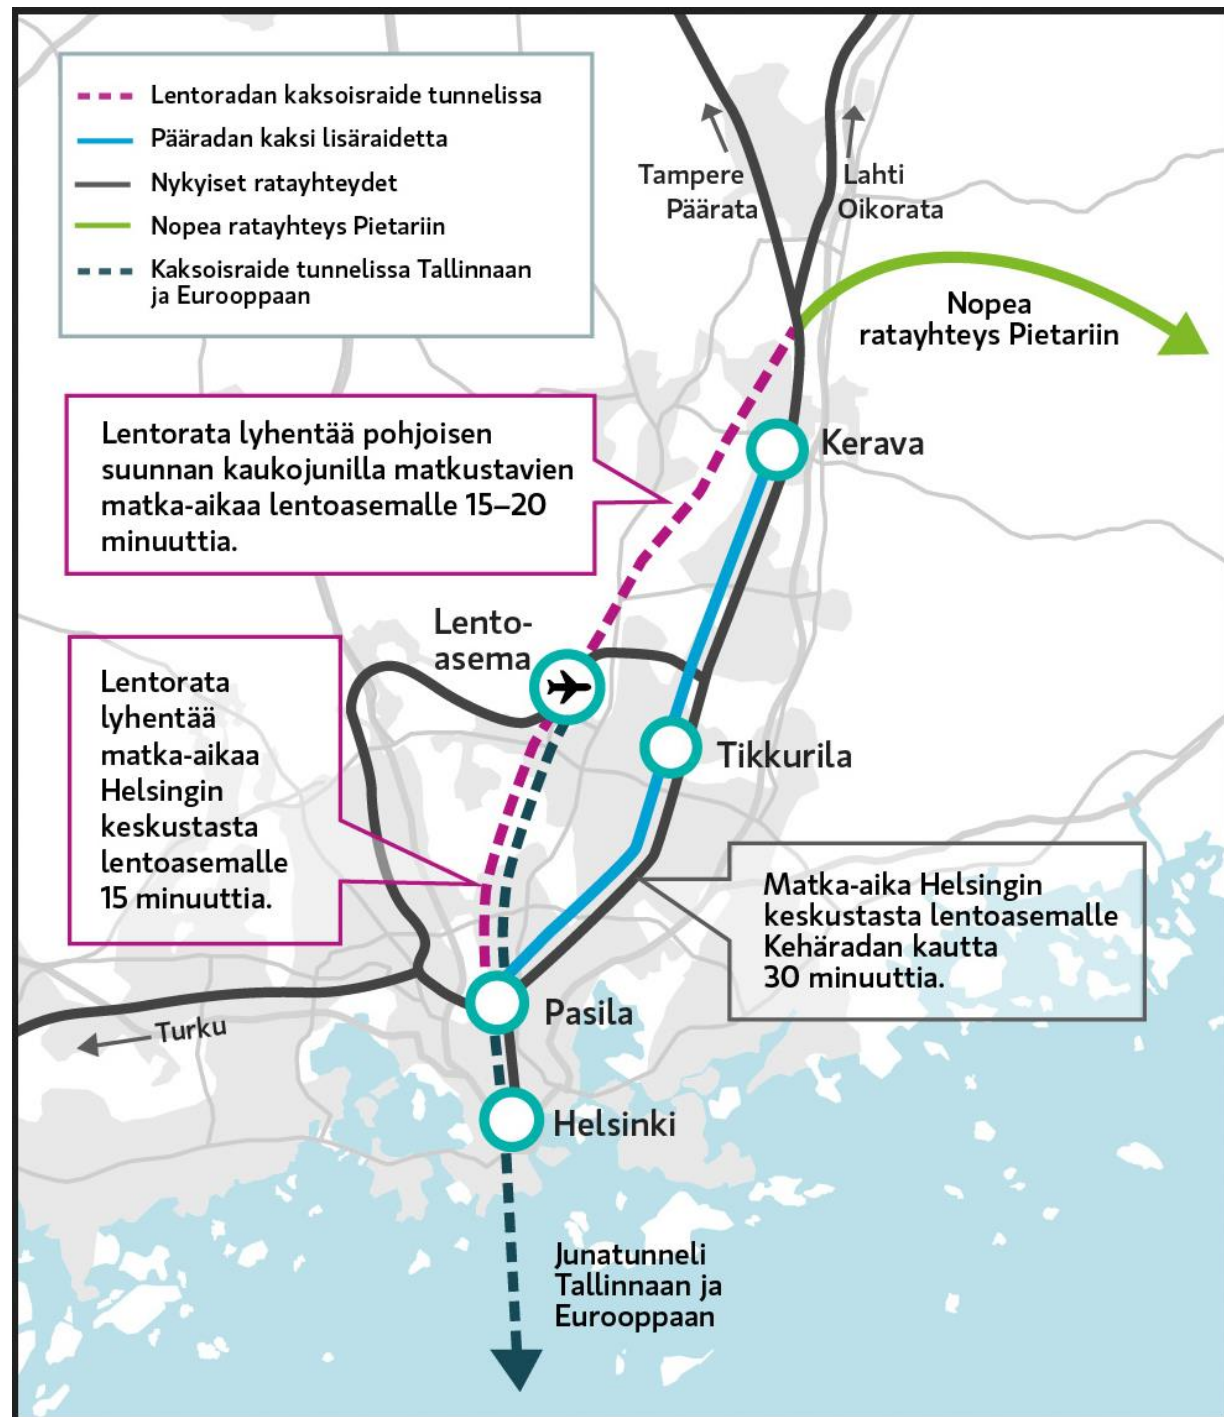 Lentoradan kaksoisraide tunnelissa
Pääradan kaksi lisäraidetta
Nykyiset ratayhteydet
Nopea ratayhteys Pietariin
Kaksoisraide tunnelissa Tallinnaan
ja Eurooppaan
Tampere
Päärata
Lahti
Oikorata
Nopea
ratayhteys Pietariin
Lentorata lyhentää pohjoisen
suunnan kaukojunilla matkustavien
matka-aikaa lentoasemalle 15–20
minuuttia.
Kerava
Lento-
asema
Lentorata
lyhentää
matka-aikaa
Helsingin
keskustasta
lentoasemalle
15 minuuttia.
Tikkurila
Matka-aika Helsingin
keskustasta lentoasemalle
Kehäradan kautta
30 minuuttia.
Pasila
Turku
Helsinki
Junatunneli
Tallinnaan ja
Eurooppaan